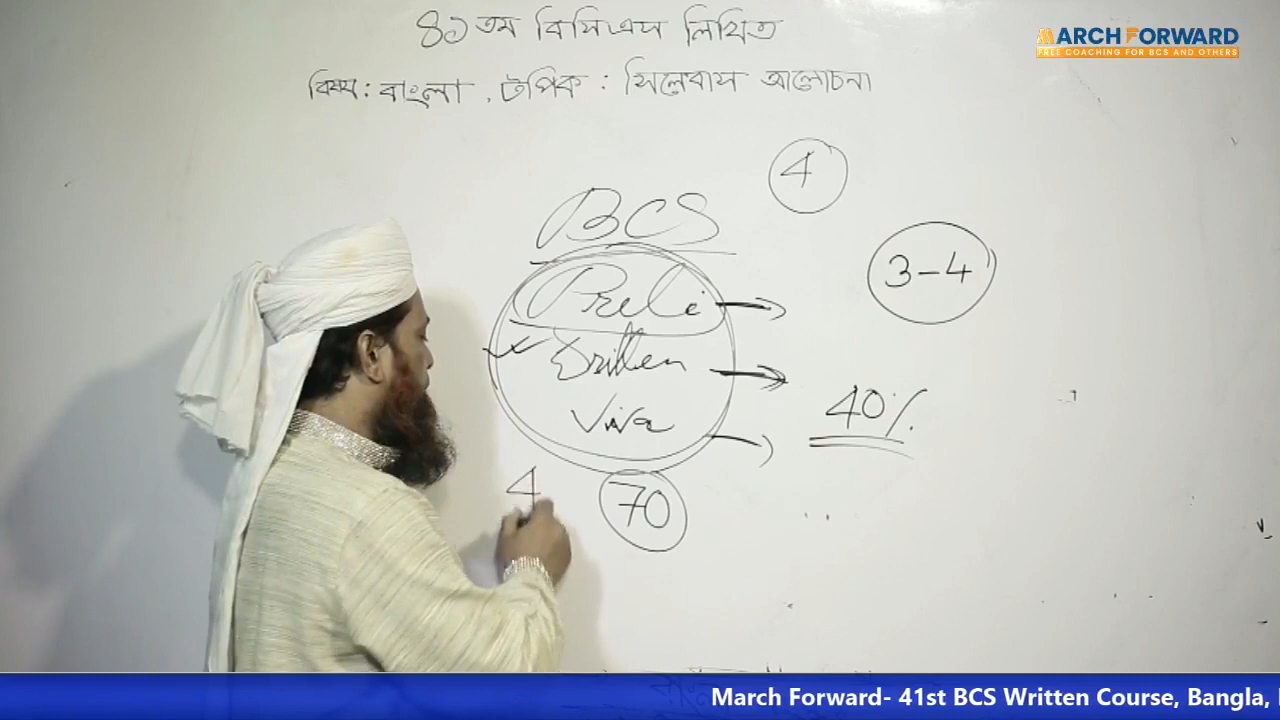 ৪১ তম বিসিএস লিখিত
বিষয় : বাংলা , টপিক : সিলেবাস আলোচনা
MARCH FORWARD
FREE COACHING FOR BCS AND OTHERS
4
BCS
3-4
Preli
Written
40%
Viva
4
70
March Forward- 41st BCS Written Course, Bangla,